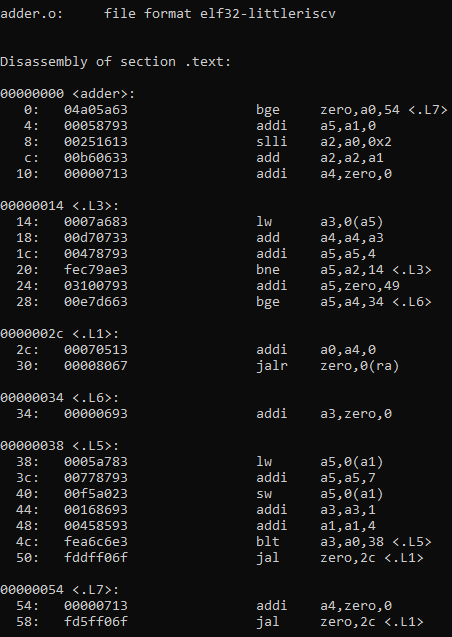 adder.o:     file format elf32-littleriscv
Disassembly of section .text:
00000000 <adder>:
   0:   04a05a63                bge     zero,a0,54 <.L7>
   4:   00058793                addi    a5,a1,0
   8:   00251613                slli    a2,a0,0x2
   c:   00b60633                add     a2,a2,a1
  10:   00000713                addi    a4,zero,0
00000014 <.L3>:
  14:   0007a683                lw      a3,0(a5)
  18:   00d70733                add     a4,a4,a3
  1c:   00478793                addi    a5,a5,4
  20:   fec79ae3                bne     a5,a2,14 <.L3>
  24:   03100793                addi    a5,zero,49
  28:   00e7d663                bge     a5,a4,34 <.L6>
0000002c <.L1>:
  2c:   00070513                addi    a0,a4,0
  30:   00008067                jalr    zero,0(ra)
00000034 <.L6>:
  34:   00000693                addi    a3,zero,0
00000038 <.L5>:
  38:   0005a783                lw      a5,0(a1)
  3c:   00778793                addi    a5,a5,7
  40:   00f5a023                sw      a5,0(a1)
  44:   00168693                addi    a3,a3,1
  48:   00458593                addi    a1,a1,4
  4c:   fea6c6e3                blt     a3,a0,38 <.L5>
  50:   fddff06f                jal     zero,2c <.L1>
00000054 <.L7>:
  54:   00000713                addi    a4,zero,0
  58:   fd5ff06f                jal     zero,2c <.L1>